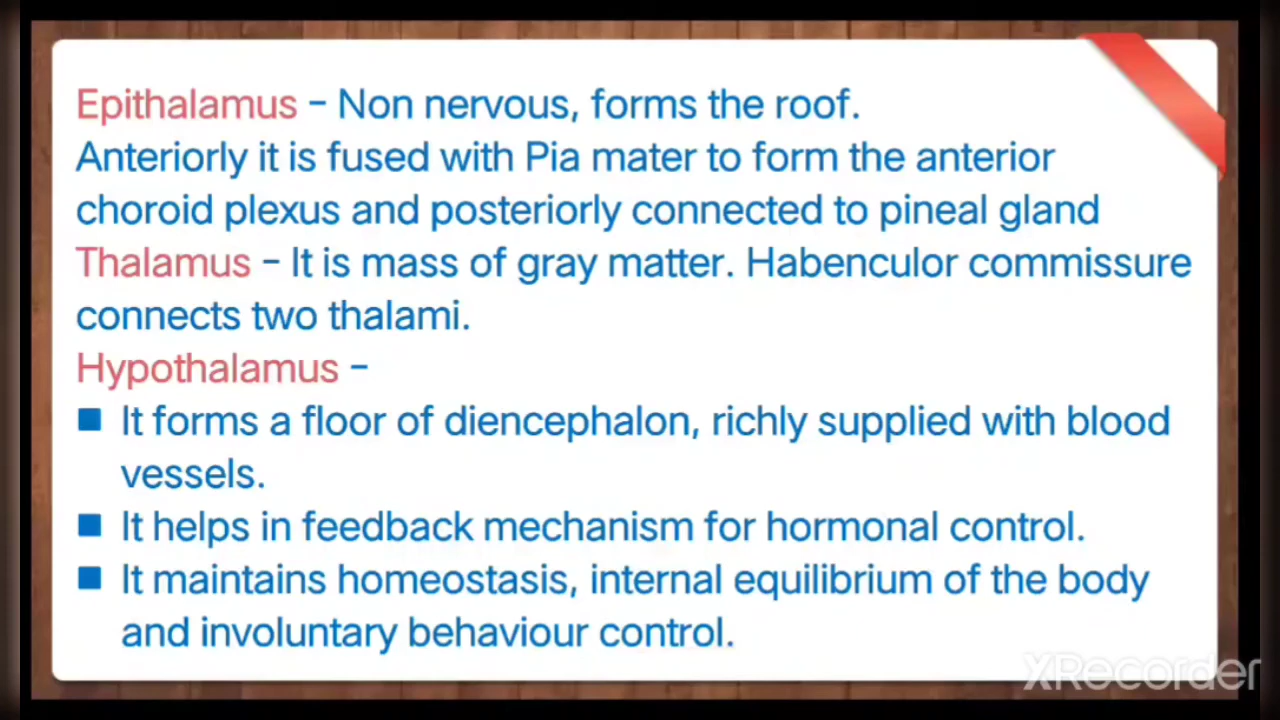 Epithalamus - Non nervous, forms the roof.
Anteriorly it is fused with Pia mater to form the anterior
choroid plexus and posteriorly connected to pineal gland
Thalamus - It is mass of gray matter. Habenculor commissure
connects two thalami.
Hypothalamus -
■ It forms a floor of diencephalon, richly supplied with blood
vessels.
■ It helps in feedback mechanism for hormonal control.
■ It maintains homeostasis, internal equilibrium of the body
and involuntary behaviour control.
XRecorder